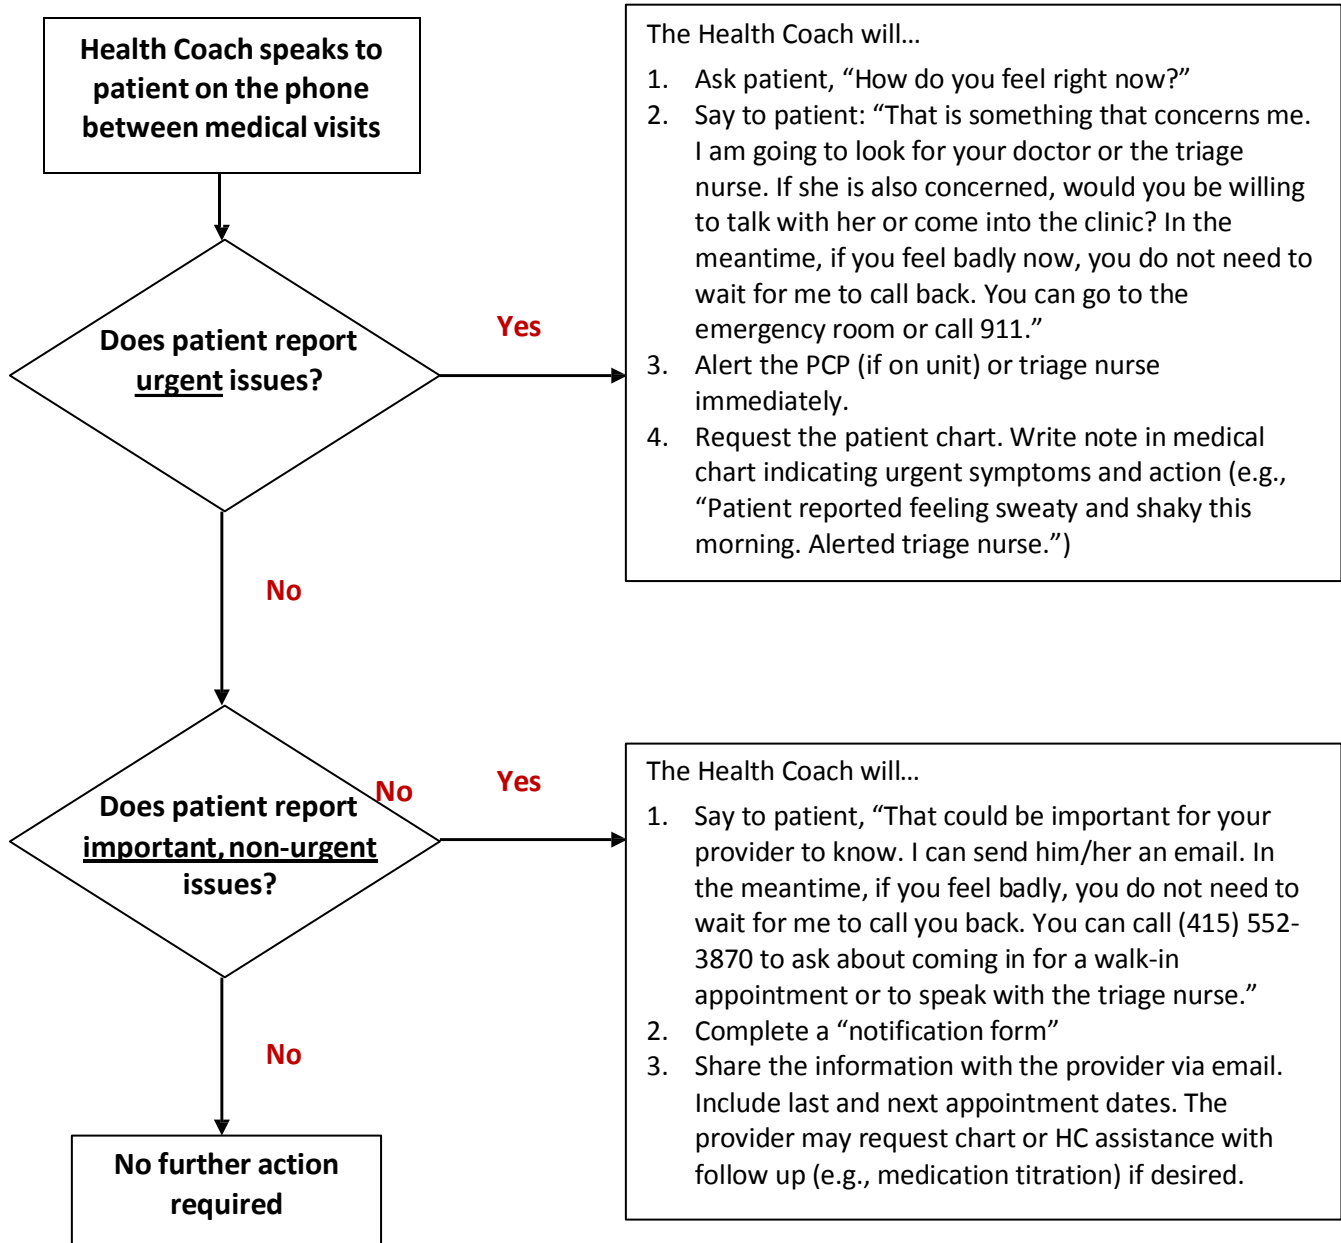 Health Coach speaks to
patient on the phone
between medical visits
The Health Coach will…
1. Ask patient, “How do you feel right now?”
2. Say to patient: “That is something that concerns me.
I am going to look for your doctor or the triage
nurse. If she is also concerned, would you be willing
to talk with her or come into the clinic? In the
meantime, if you feel badly now, you do not need to
wait for me to call back. You can go to the
emergency room or call 911.”
3. Alert the PCP (if on unit) or triage nurse
immediately.
4. Request the patient chart. Write note in medical
chart indicating urgent symptoms and action (e.g.,
“Patient reported feeling sweaty and shaky this
morning. Alerted triage nurse.”)
Does patient report
urgent issues?
Yes
No
Does patient report
important, non-urgent
issues?
No
Yes
The Health Coach will…
1. Say to patient, “That could be important for your
provider to know. I can send him/her an email. In
the meantime, if you feel badly, you do not need to
wait for me to call you back. You can call (415) 552-
3870 to ask about coming in for a walk-in
appointment or to speak with the triage nurse.”
2. Complete a “notification form”
3. Share the information with the provider via email.
Include last and next appointment dates. The
provider may request chart or HC assistance with
follow up (e.g., medication titration) if desired.
No
No further action
required